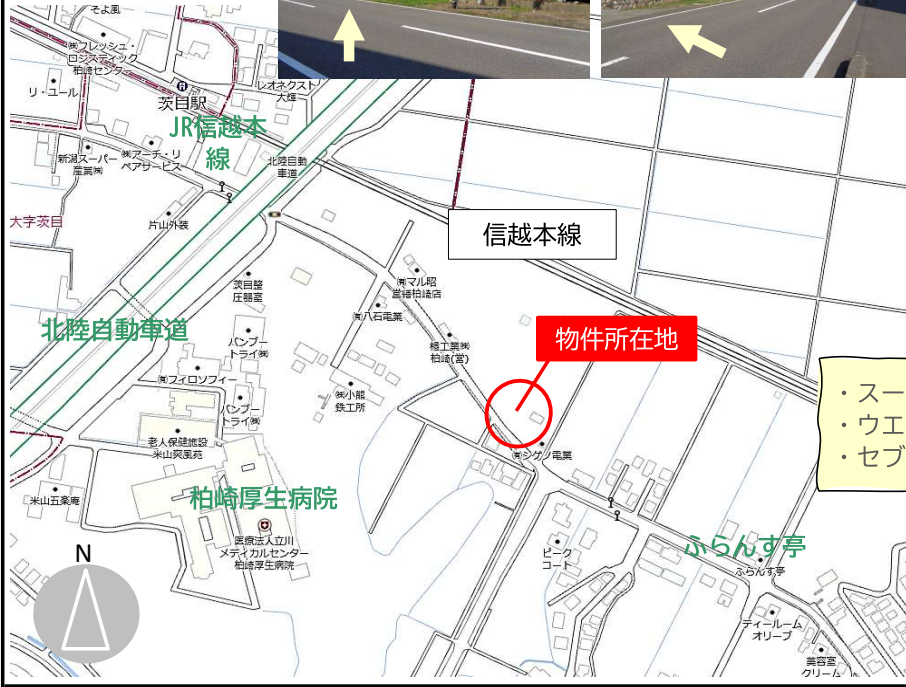 そよ風
㈱フレッシュ・
ロジスティック
柏崎センター
リ・ユール
レオネクスト
大雄
茨目駅
JR信越本
線
新潟スーパー
産業㈱
㈱アーチ・リ
ペアサービス
北陸自動
車道
大字茨目
片山外装
信越本線
茨目整
圧器室
㈲マル昭
営繕柏崎店
㈲八石電業
北陸自動車道
バンブー
トライ㈱
穂工業㈱
柏崎(営)
物件所在地
㈲フィロソフィー
㈱小熊
鉄工所
バンブー
トライ㈱
・スー
・ウエ
・セブ
老人保健施設
米山爽風苑
㈲シゲノ電業
米山五楽庵
柏崎厚生病院
医療法人立川
メディカルセンター
柏崎厚生病院
N
ピーク
コート
ふらんす亭
ふらんす亭
ティールーム
オリーブ
美容室
クリーム